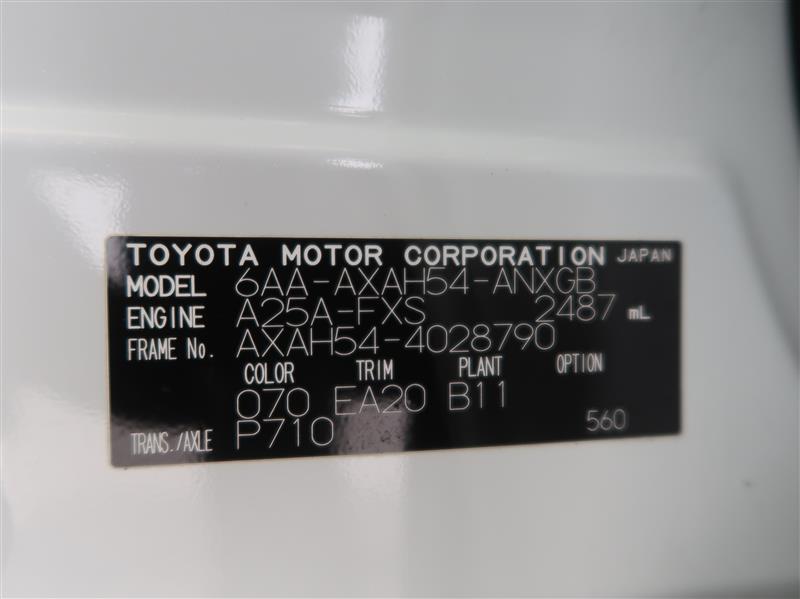 TOYOTA MOTOR CORPORATION JAPAN
MODEL 6AA-AXAH54-ANXGB
ENGINE A25A-FXS 2487 mL
FRAME No. AXAH54-4028790
COLOR TRIM PLANT OPTION
070 EA20 B11
TRANS./AXLE P710 560